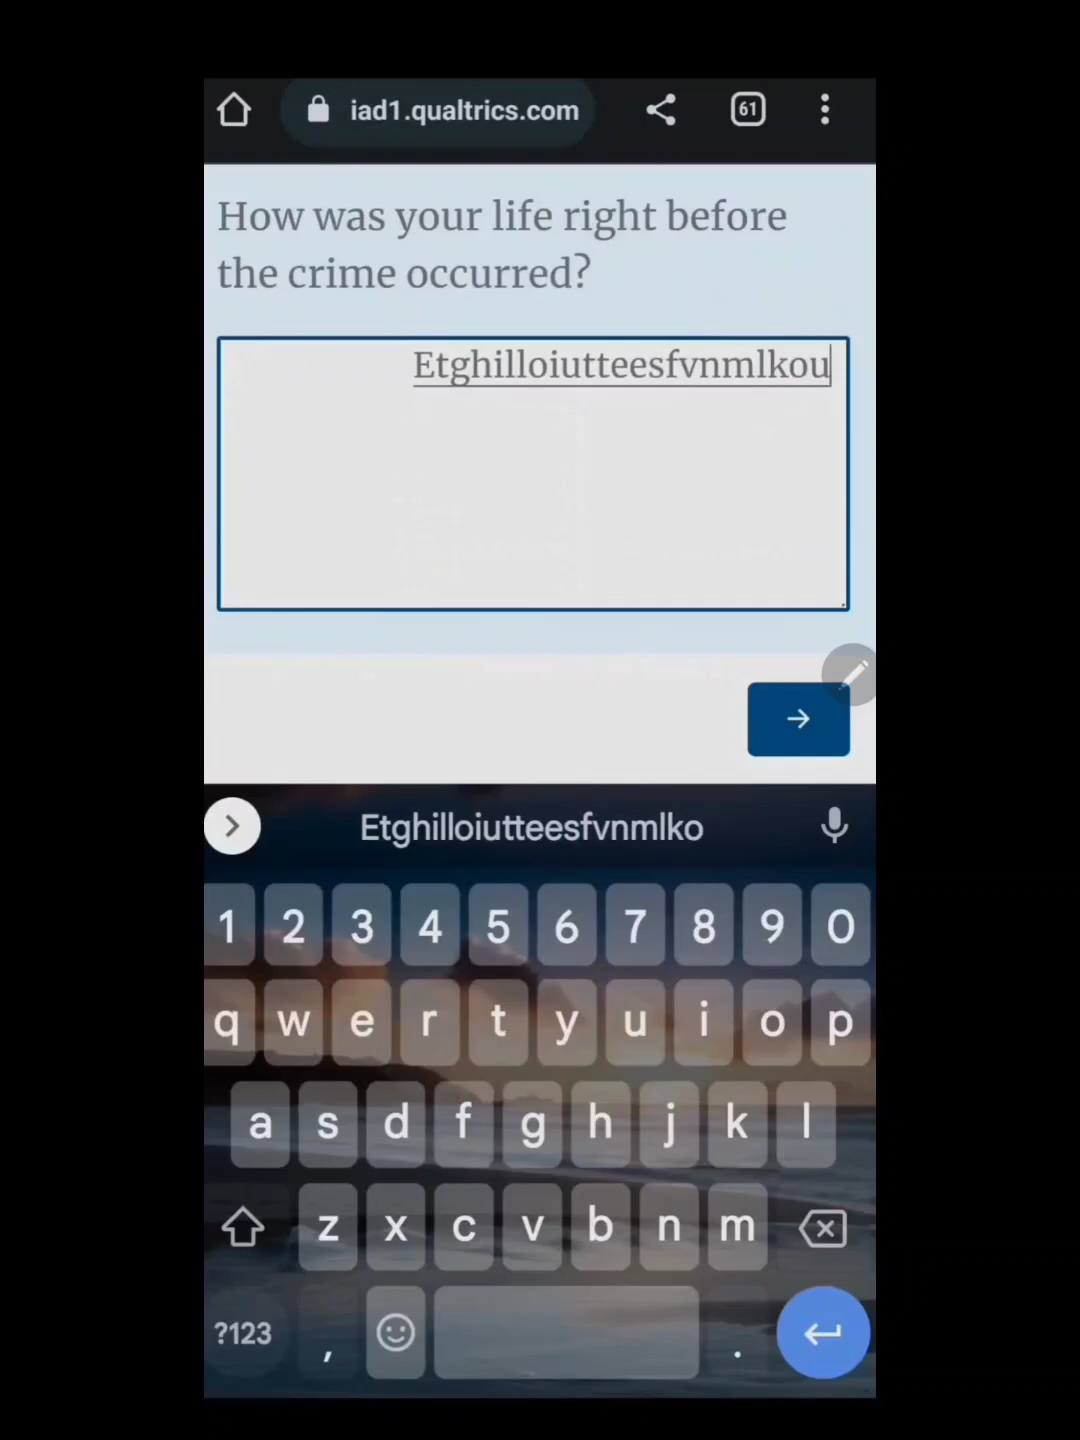 iad1.qualtrics.com
61
How was your life right before
the crime occurred?
Etghilloiutteesfvnmlkou
Etghilloiutteesfvnmlko
1 2 3 4 5 6 7 8 9 0
q w e r t y u i o p
a s d f g h j k l
z x c v b n m
?123 , .